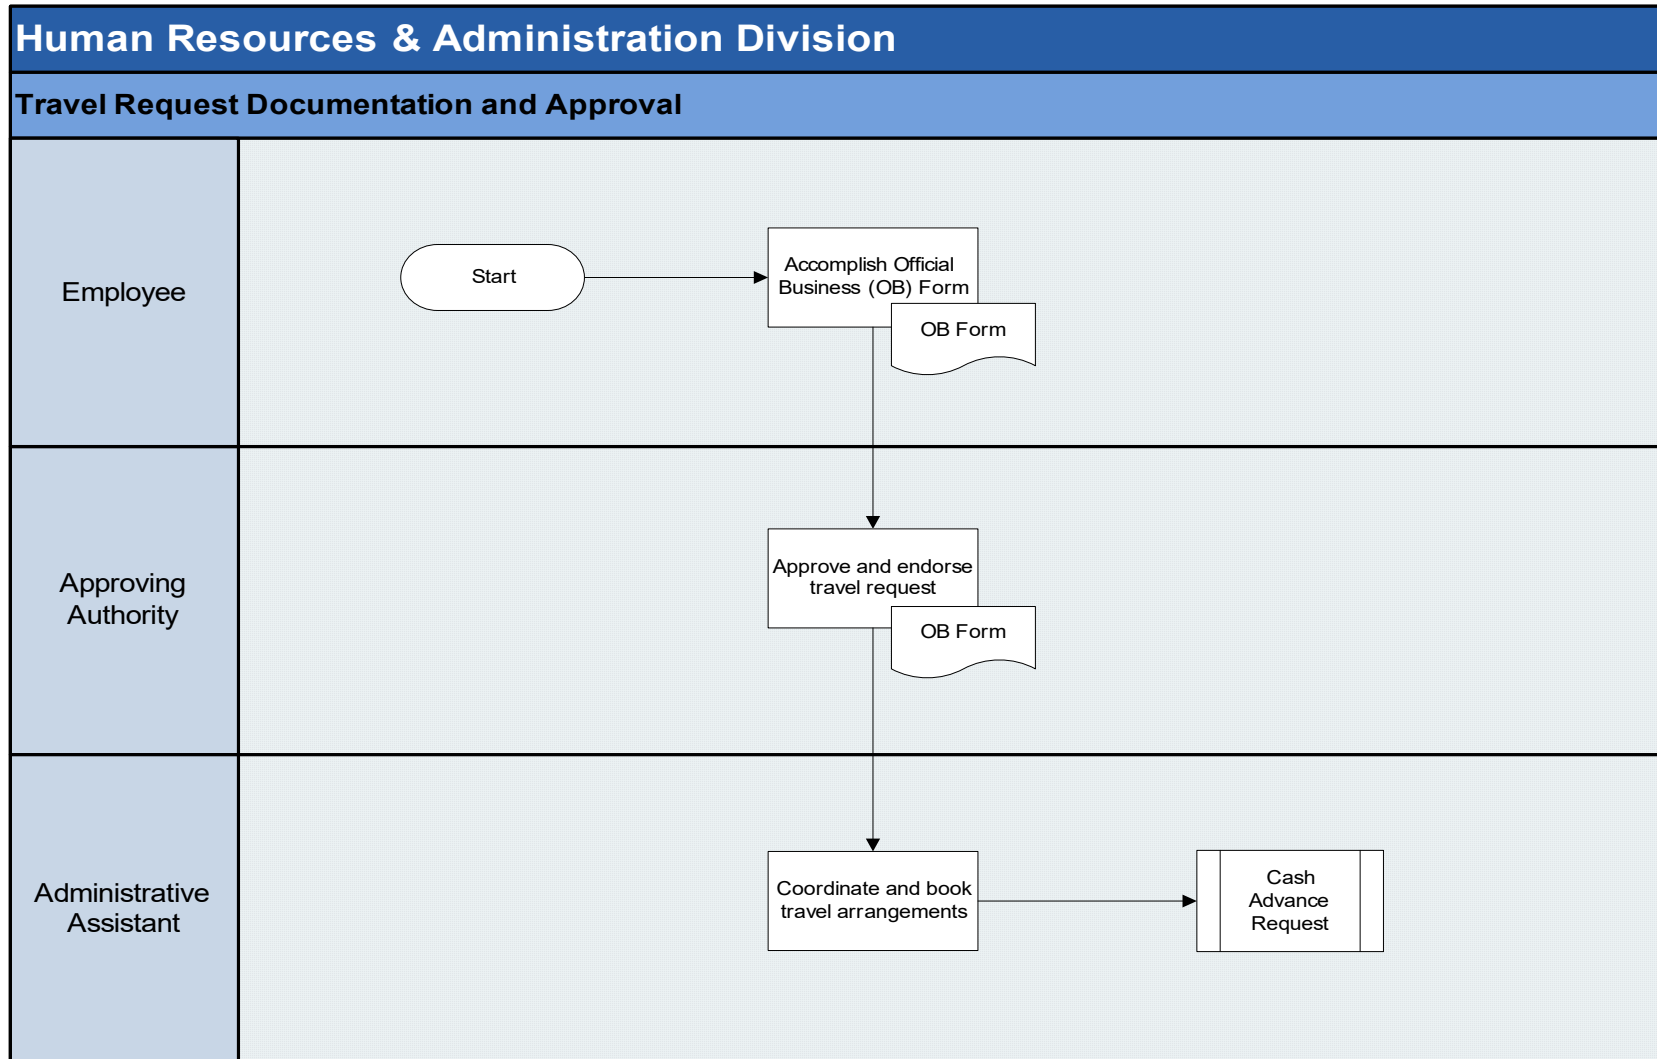 Human Resources & Administration Division
Travel Request Documentation and Approval
Employee
Start
Accomplish Official
Business (OB) Form
OB Form
Approving
Authority
Approve and endorse
travel request
OB Form
Administrative
Assistant
Coordinate and book
travel arrangements
Cash
Advance
Request